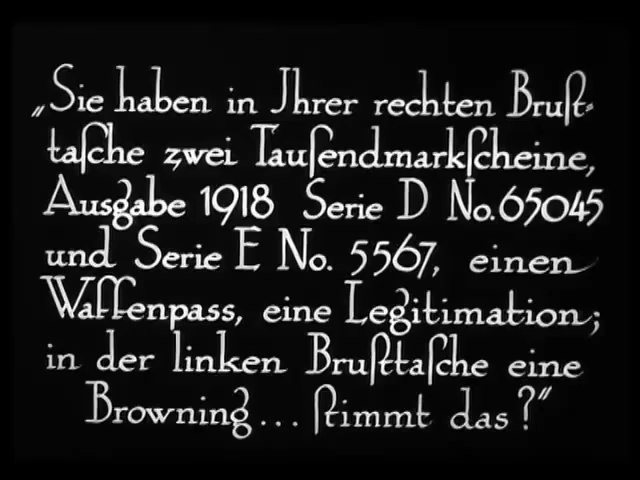 „Sie haben in Ihrer rechten Bruſt-
taſche zwei Tauſendmarkſcheine,
Ausgabe 1918 Serie D No. 65045
und Serie E No. 5567, einen
Waffenpass, eine Legitimation;
in der linken Bruſttaſche eine
Browning... ſtimmt das?"